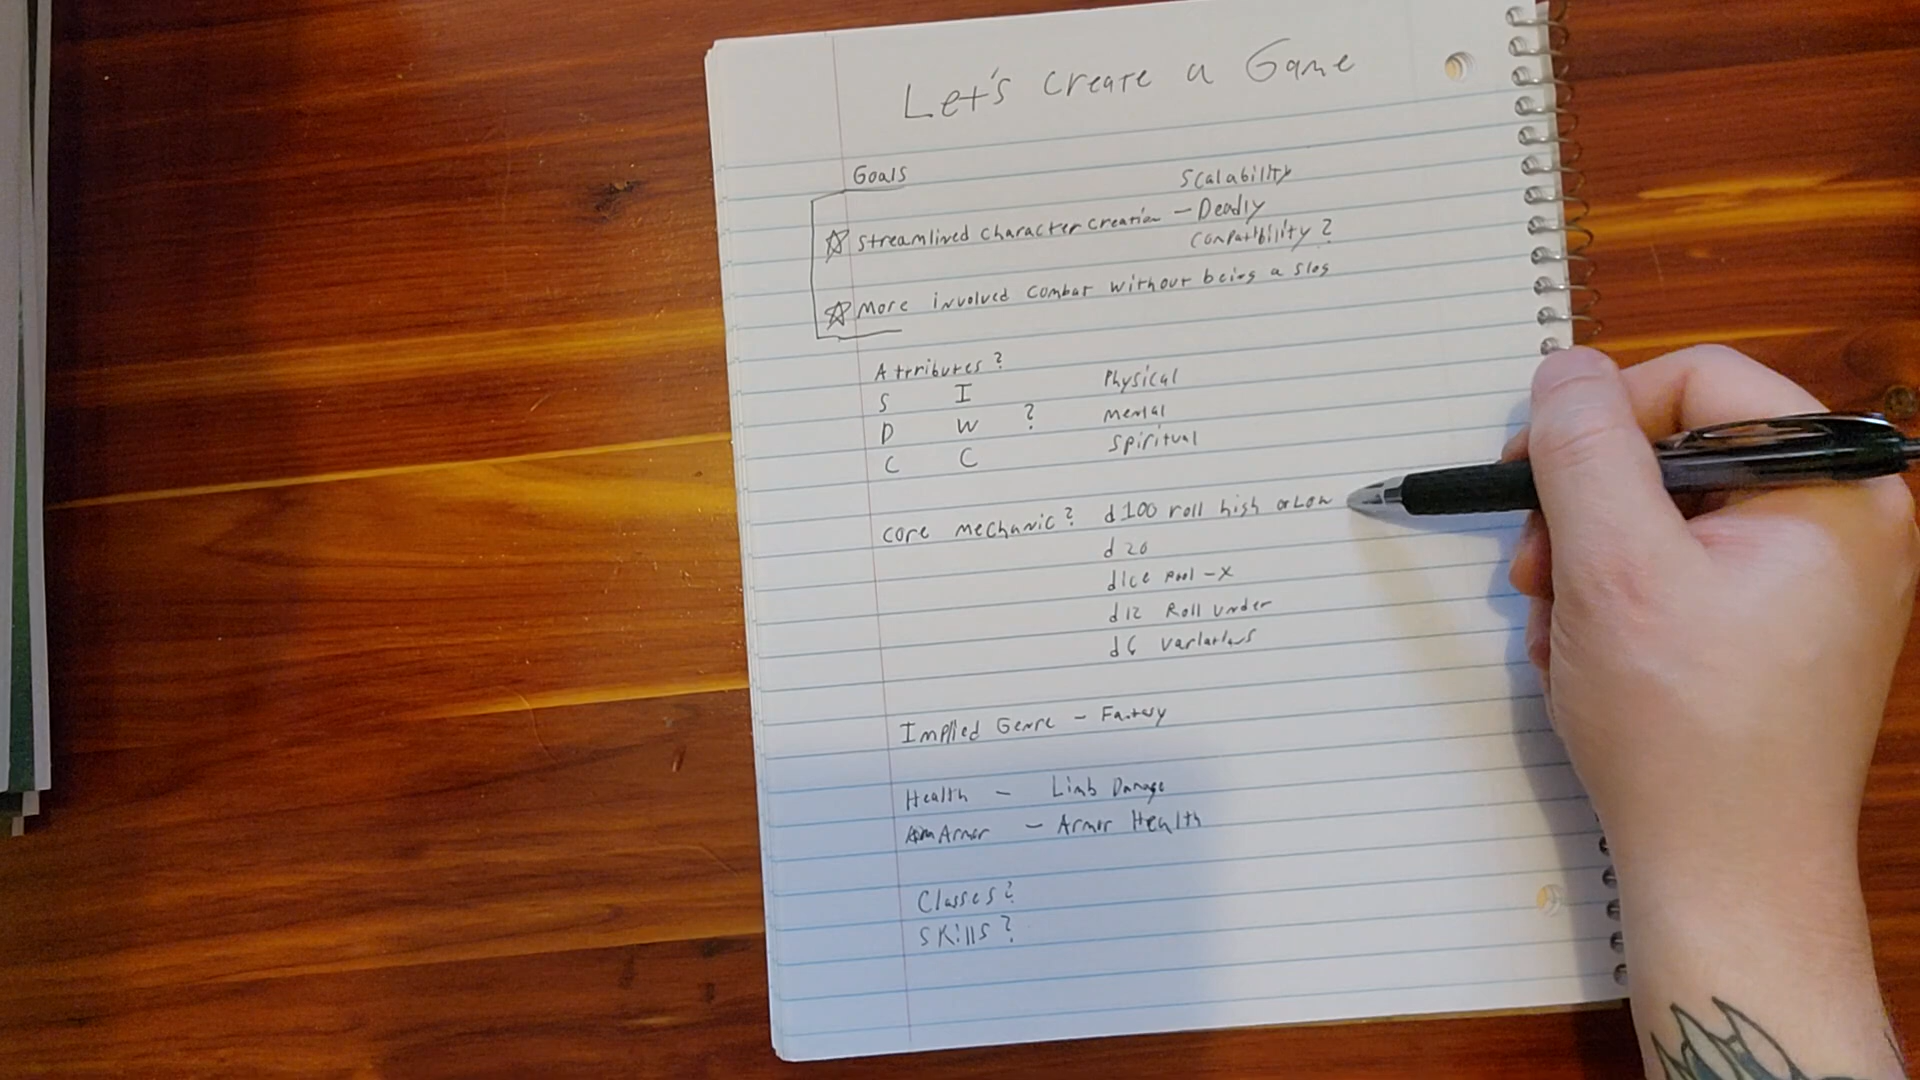 Let's Create a Game
Goals
Scalability
☆ Streamlined character creation - Deadly
Compatibility?
☆ More involved combat without being a slog
Attributes?
S I Physical
D W ? Mental
C C Spiritual
Core Mechanic? d100 roll high or Low
d20
dice pool - X
d12 Roll under
d6 variations
Implied Genre - Fantasy
Health - Limb Damage
Armor - Armor Health
Classes?
Skills?